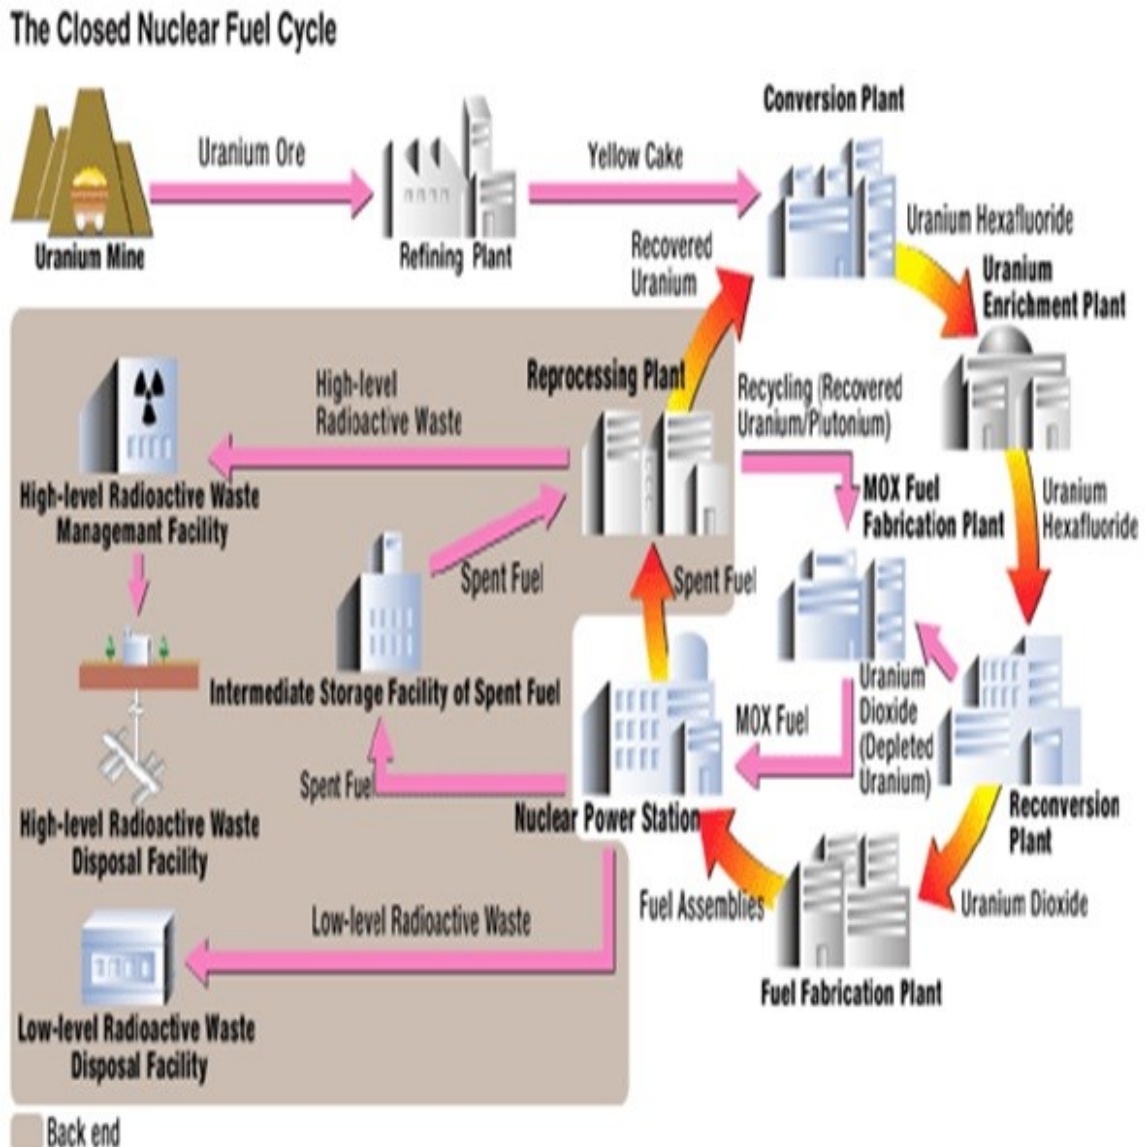 The Closed Nuclear Fuel Cycle
Conversion Plant
Uranium Ore
Yellow Cake
Uranium Mine
Refining Plant
Recovered
Uranium
Uranium Hexafluoride
Uranium
Enrichment Plant
Reprocessing Plant
High-level
Radioactive Waste
Recycling (Recovered
Uranium/Plutonium)
High-level Radioactive Waste
Managemant Facility
MOX Fuel
Fabrication Plant
Uranium
Hexafluoride
Spent Fuel
Spent Fuel
Intermediate Storage Facility of Spent Fuel
Uranium
Dioxide
(Depleted
Uranium)
MOX Fuel
Spent Fuel
Nuclear Power Station
Reconversion
Plant
High-level Radioactive Waste
Disposal Facility
Fuel Assemblies
Uranium Dioxide
Low-level Radioactive Waste
Fuel Fabrication Plant
Low-level Radioactive Waste
Disposal Facility
Back end